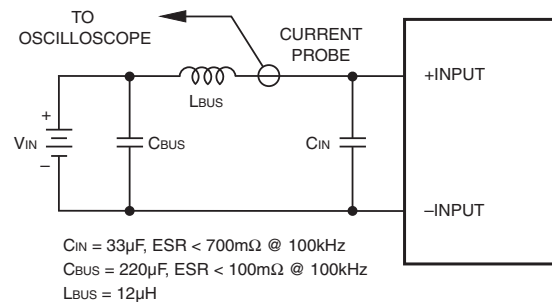 TO
OSCILLOSCOPE
CURRENT
PROBE
+INPUT
LBUS
+
VIN
–
CBUS
CIN
–INPUT
CIN = 33µF, ESR < 700mΩ @ 100kHz
CBUS = 220µF, ESR < 100mΩ @ 100kHz
LBUS = 12µH